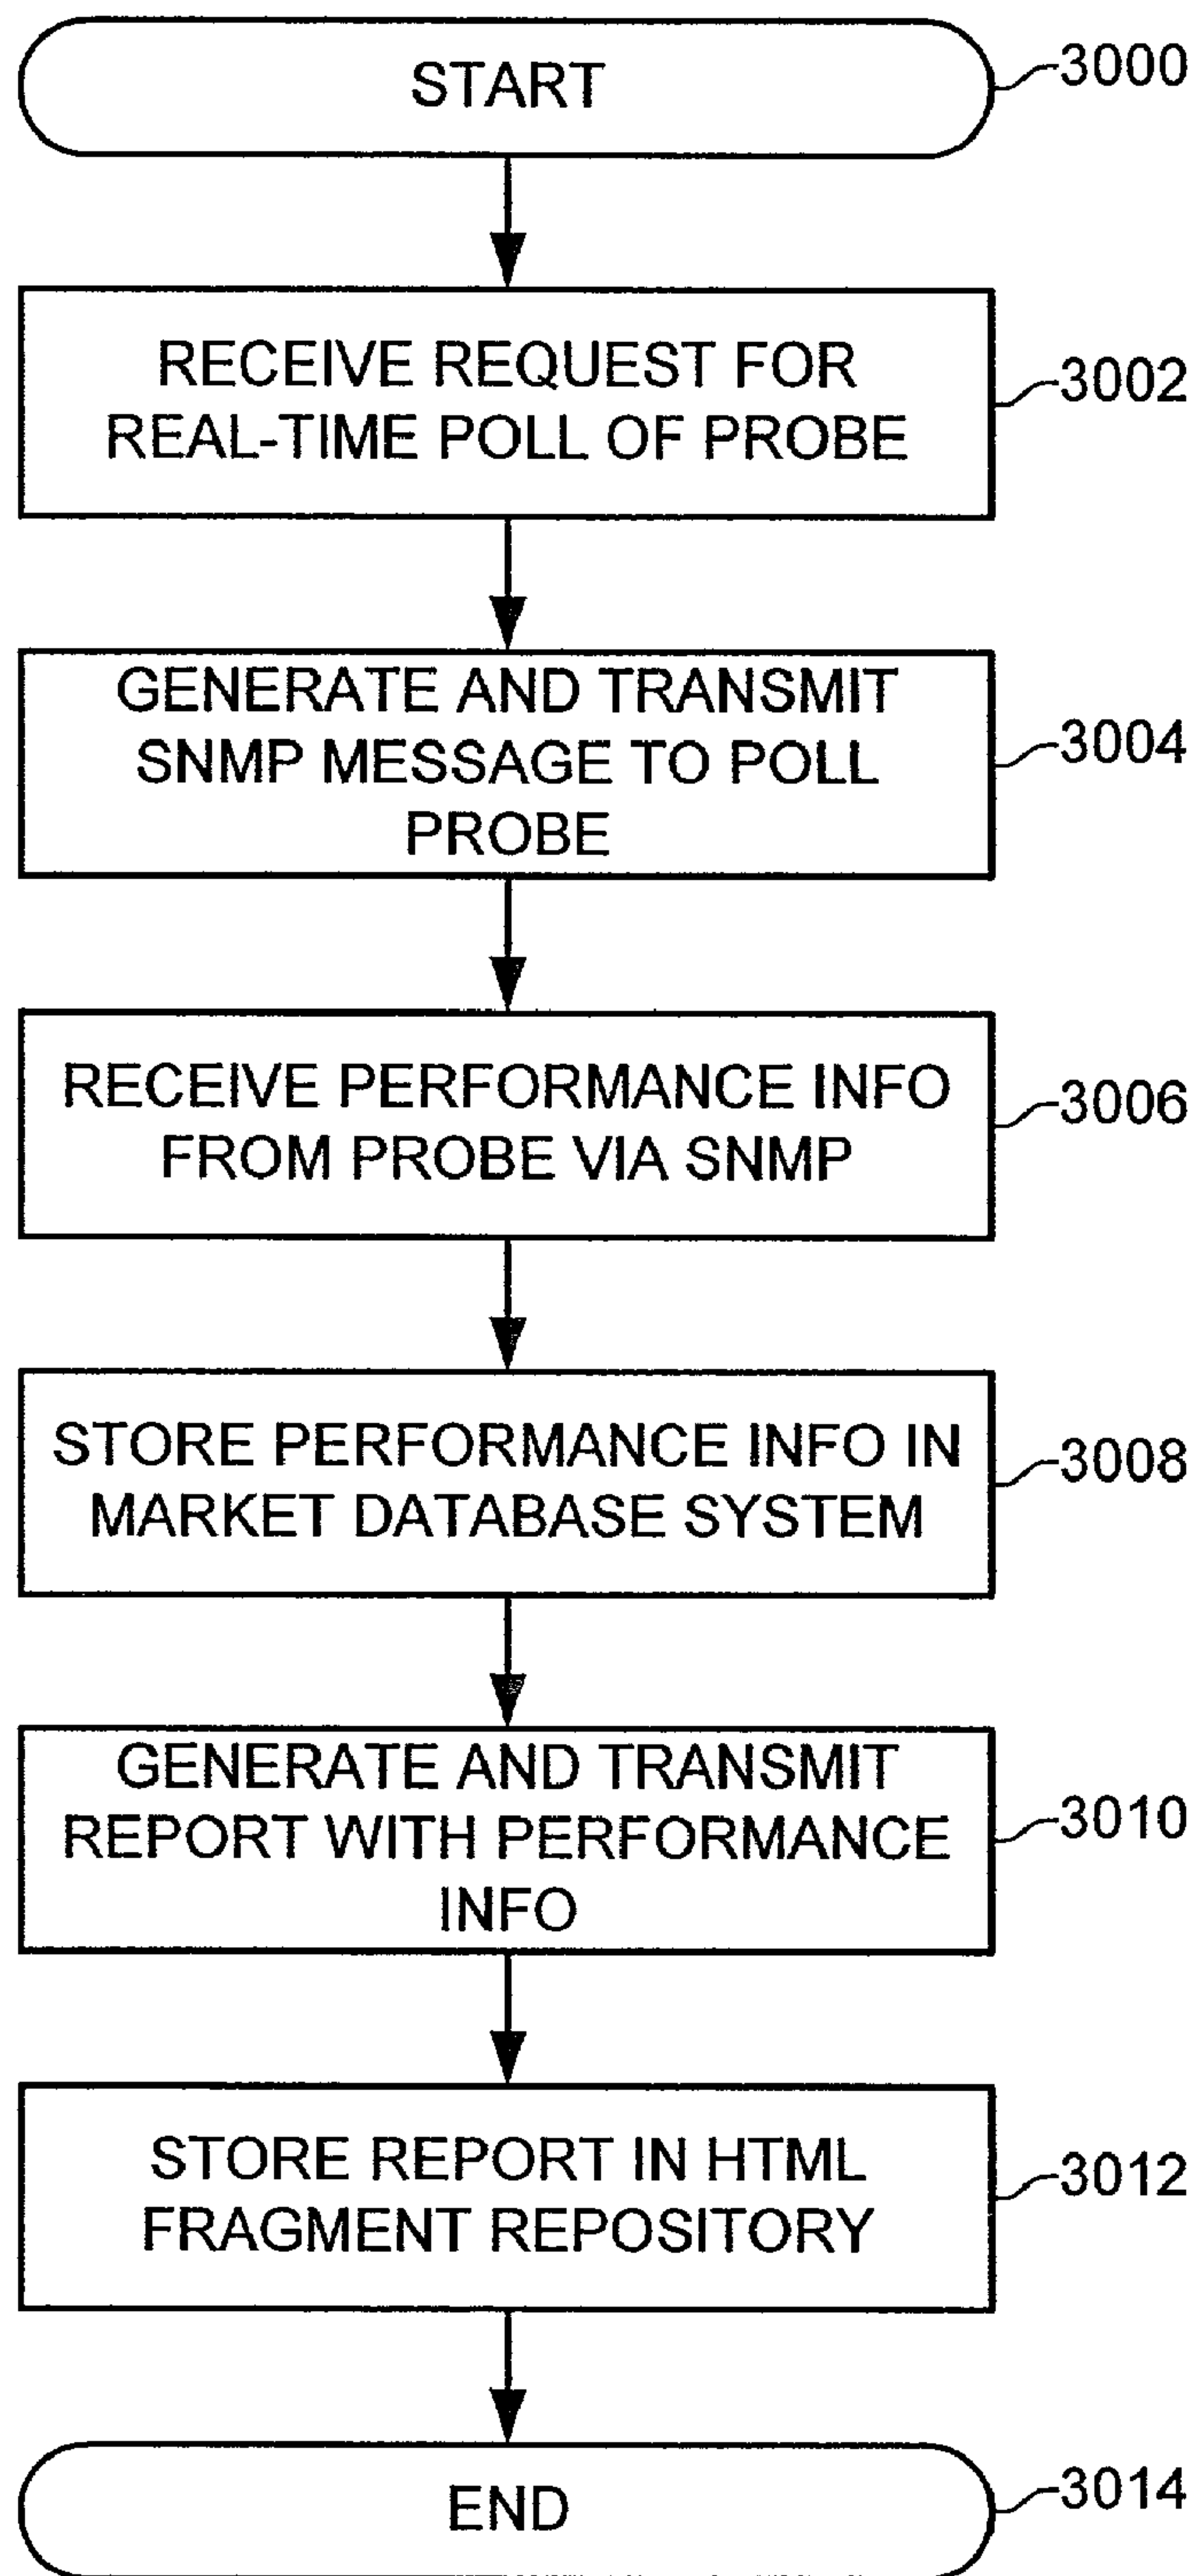 START
3000
RECEIVE REQUEST FOR
REAL-TIME POLL OF PROBE
3002
GENERATE AND TRANSMIT
SNMP MESSAGE TO POLL
PROBE
3004
RECEIVE PERFORMANCE INFO
FROM PROBE VIA SNMP
3006
STORE PERFORMANCE INFO IN
MARKET DATABASE SYSTEM
3008
GENERATE AND TRANSMIT
REPORT WITH PERFORMANCE
INFO
3010
STORE REPORT IN HTML
FRAGMENT REPOSITORY
3012
END
3014